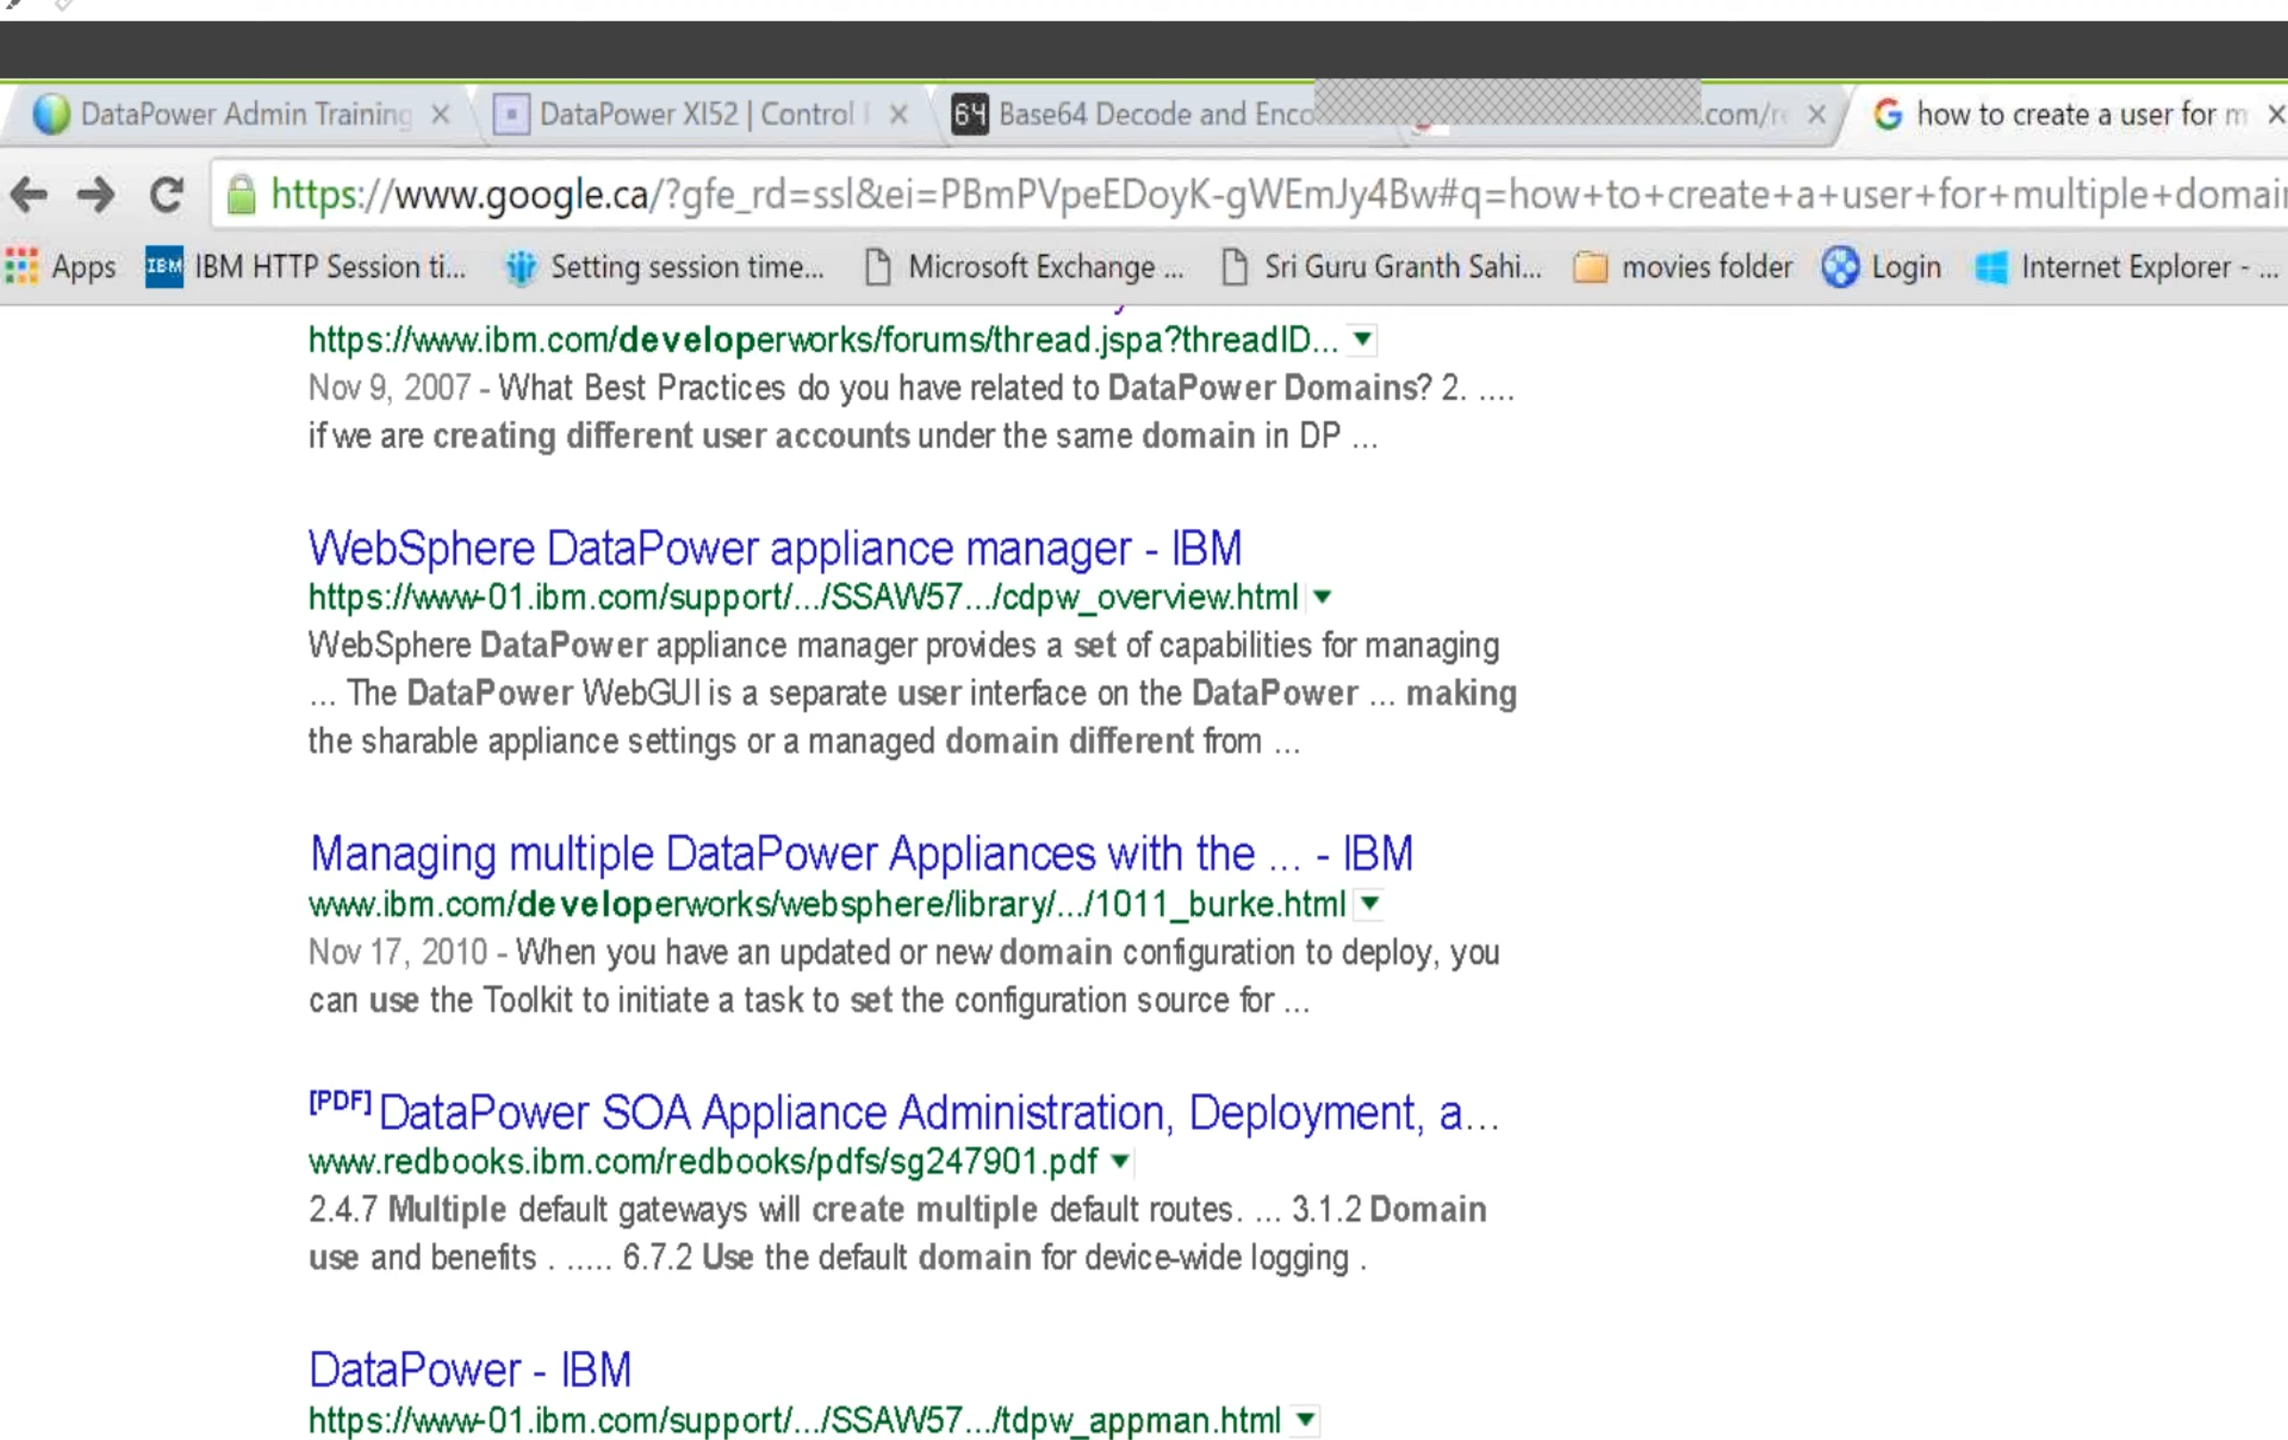 DataPower Admin Training
DataPower XI52 | Control
64 Base64 Decode and Enco
.com/r
how to create a user for m
https://www.google.ca/?gfe_rd=ssl&ei=PBmPVpeEDoyK-gWEmJy4Bw#q=how+to+create+a+user+for+multiple+domai
Apps
IBM IBM HTTP Session ti...
Setting session time...
Microsoft Exchange ...
Sri Guru Granth Sahi...
movies folder
Login
Internet Explorer - ...
https://www.ibm.com/developerworks/forums/thread.jspa?threadID...
Nov 9, 2007 - What Best Practices do you have related to DataPower Domains? 2. ....
if we are creating different user accounts under the same domain in DP ...
WebSphere DataPower appliance manager - IBM
https://www-01.ibm.com/support/.../SSAW57.../cdpw_overview.html
WebSphere DataPower appliance manager provides a set of capabilities for managing
... The DataPower WebGUI is a separate user interface on the DataPower ... making
the sharable appliance settings or a managed domain different from ...
Managing multiple DataPower Appliances with the ... - IBM
www.ibm.com/developerworks/websphere/library/.../1011_burke.html
Nov 17, 2010 - When you have an updated or new domain configuration to deploy, you
can use the Toolkit to initiate a task to set the configuration source for ...
[PDF] DataPower SOA Appliance Administration, Deployment, a...
www.redbooks.ibm.com/redbooks/pdfs/sg247901.pdf
2.4.7 Multiple default gateways will create multiple default routes. ... 3.1.2 Domain
use and benefits . ..... 6.7.2 Use the default domain for device-wide logging .
DataPower - IBM
https://www-01.ibm.com/support/.../SSAW57.../tdpw_appman.html